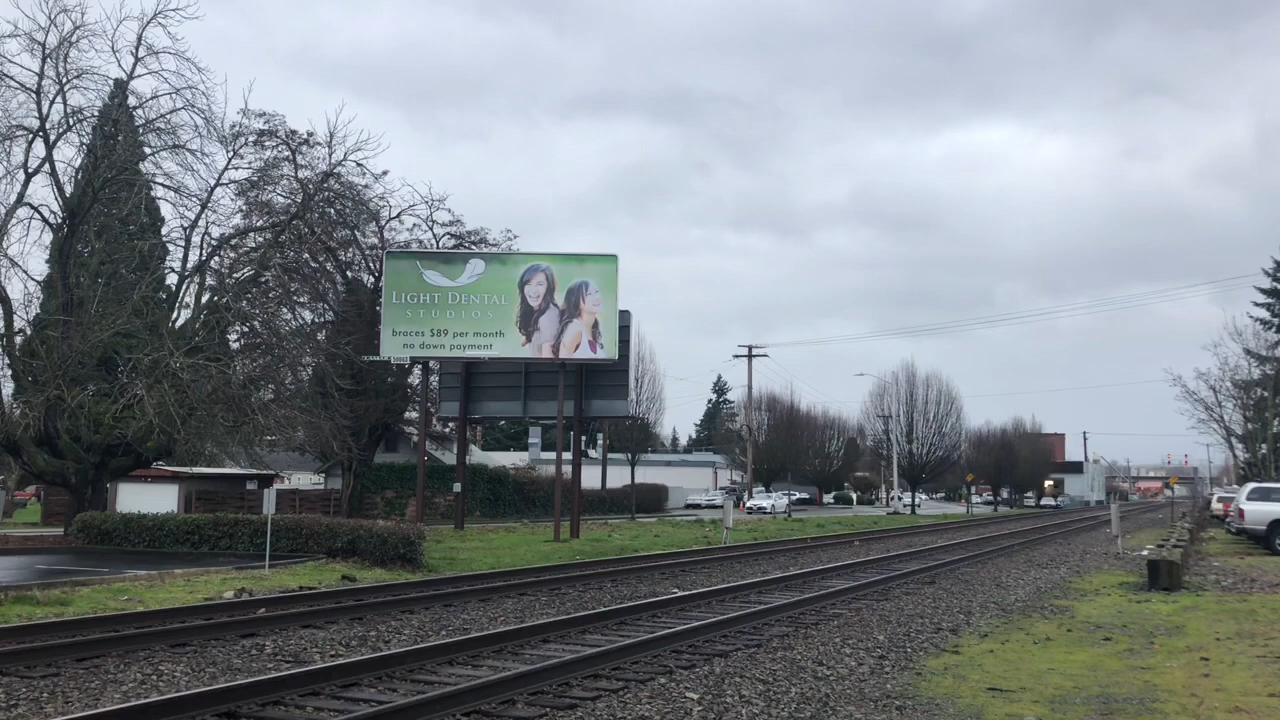 LIGHT DENTAL
STUDIOS
braces $89 per month
no down payment